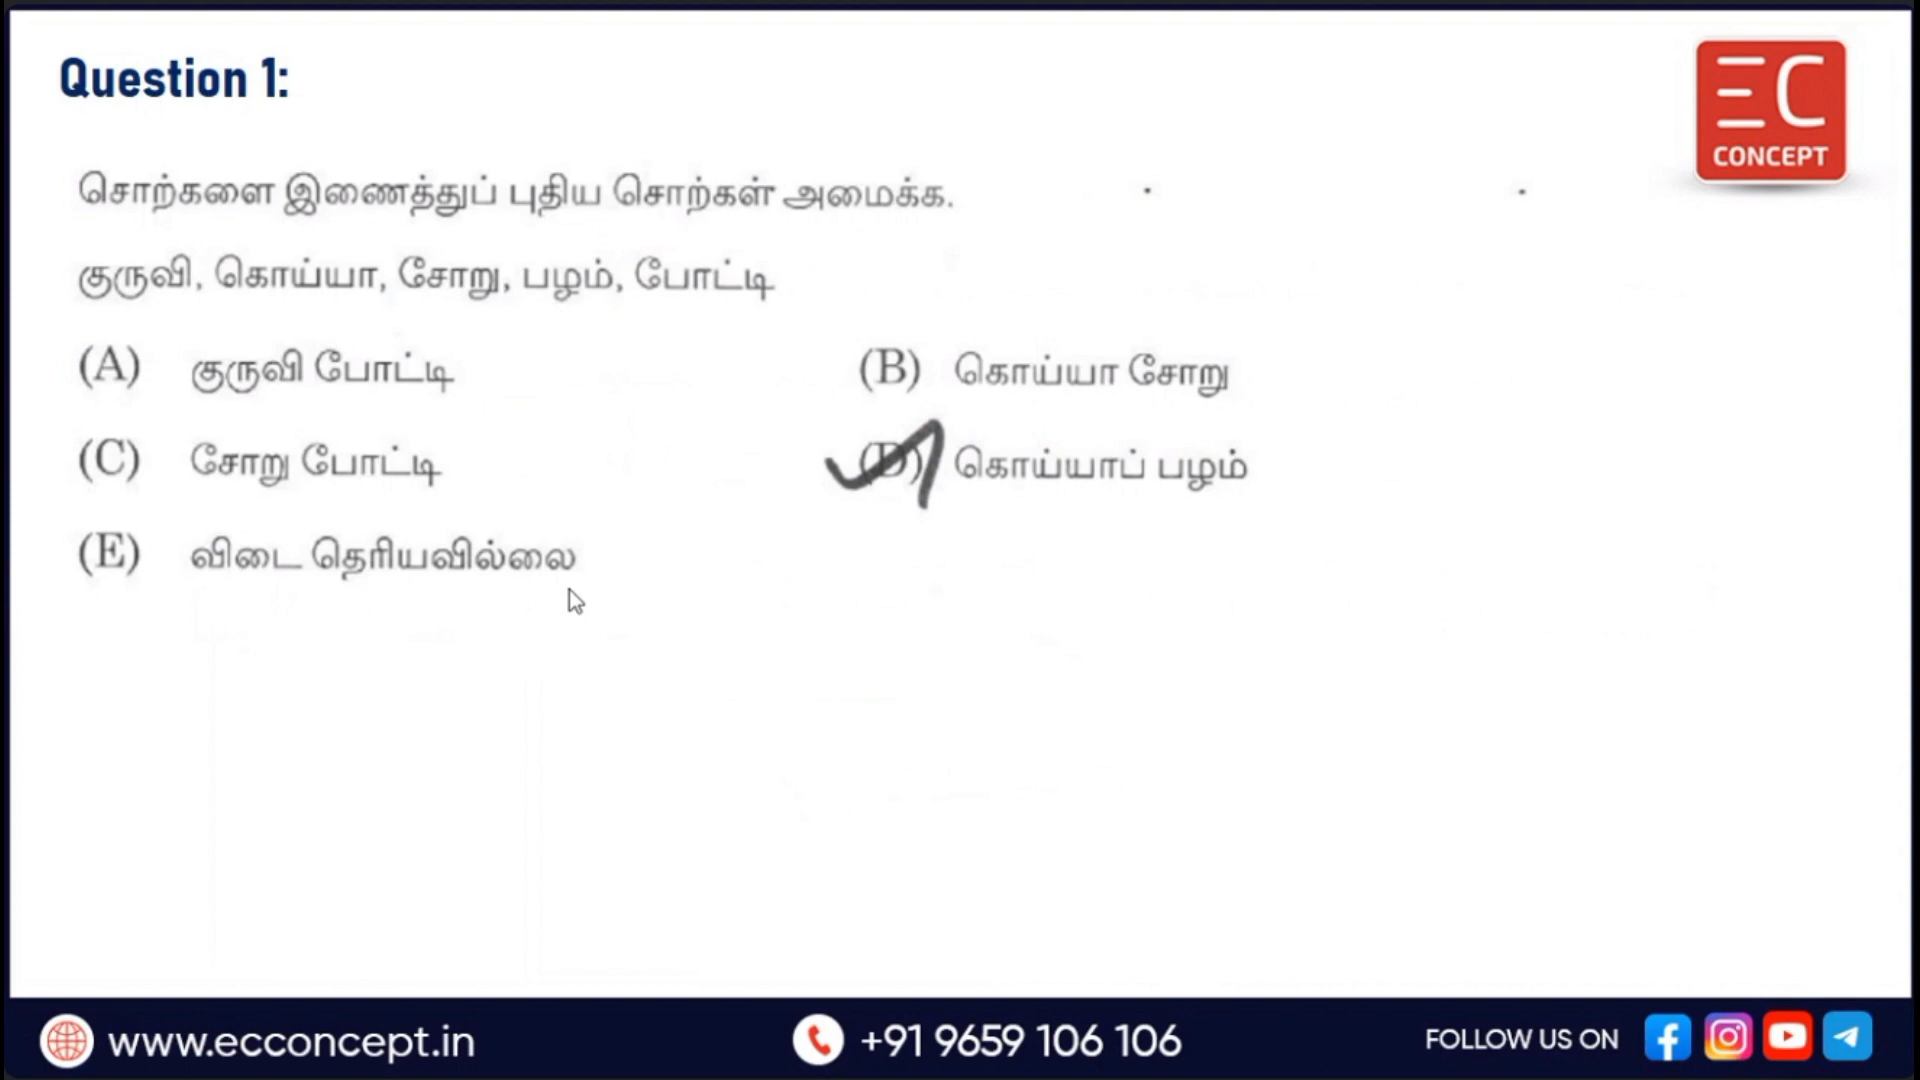 Question 1:
EC
CONCEPT
சொற்களை இணைத்துப் புதிய சொற்கள் அமைக்க.
குருவி, கொய்யா, சோறு, பழம், போட்டி
(A) குருவி போட்டி
(B) கொய்யா சோறு
(C) சோறு போட்டி
(D) கொய்யாப் பழம்
(E) விடை தெரியவில்லை
www.ecconcept.in
+91 9659 106 106
FOLLOW US ON